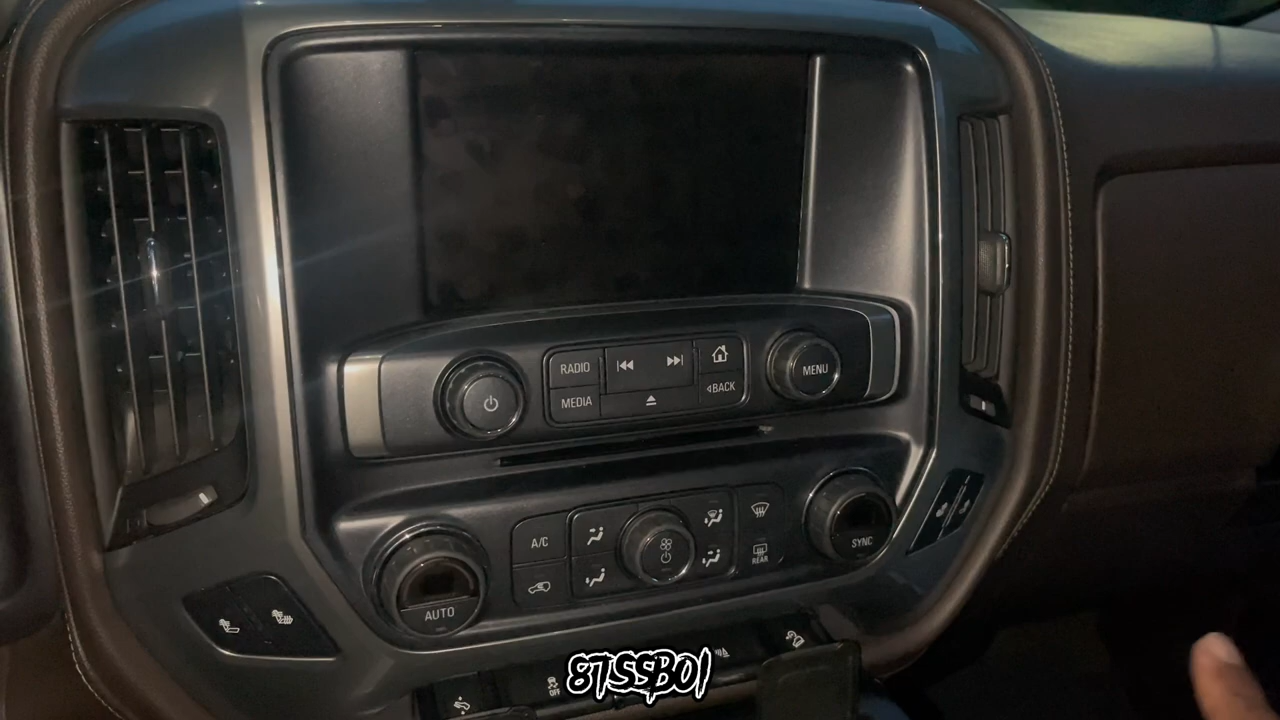 RADIO
MEDIA
BACK
MENU
A/C
REAR
SYNC
AUTO
OFF
87SSBOI